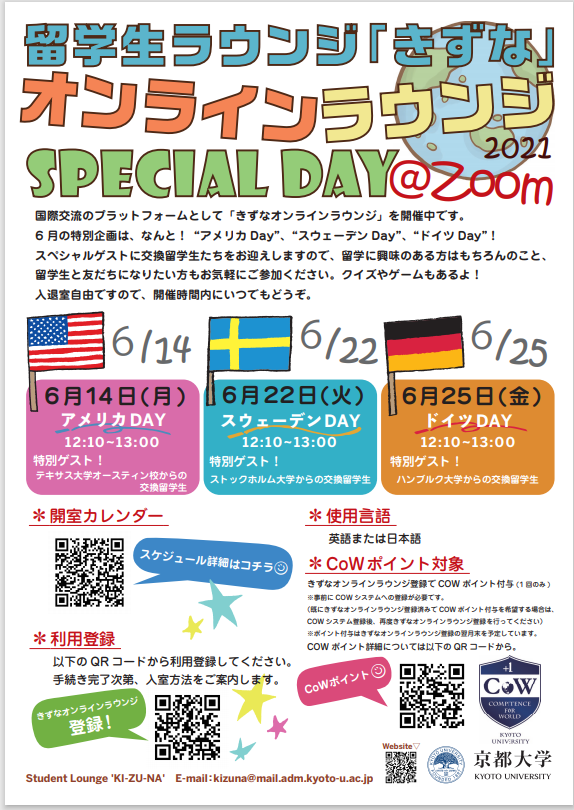 留学生ラウンジ「きずな」
オンラインラウンジ
2021
SPECIAL DAY@Zoom
国際交流のプラットフォームとして「きずなオンラインラウンジ」を開催中です。
6月の特別企画は、なんと！“アメリカDay”、“スウェーデンDay”、“ドイツDay”！
スペシャルゲストに交換留学生たちをお迎えしますので、留学に興味のある方はもちろんのこと、
留学生と友だちになりたい方もお気軽にご参加ください。クイズやゲームもあるよ！
入退室自由ですので、開催時間内にいつでもどうぞ。
6/14
6月14日(月)
アメリカDAY
12:10~13:00
特別ゲスト！
テキサス大学オースティン校からの
交換留学生
6/22
6月22日(火)
スウェーデンDAY
12:10~13:00
特別ゲスト！
ストックホルム大学からの交換留学生
6/25
6月25日(金)
ドイツDAY
12:10~13:00
特別ゲスト！
ハンブルク大学からの交換留学生
＊開室カレンダー
スケジュール詳細はコチラ
＊利用登録
以下のQRコードから利用登録してください。
手続き完了次第、入室方法をご案内します。
きずなオンラインラウンジ
登録！
＊使用言語
英語または日本語
＊CoWポイント対象
きずなオンラインラウンジ登録でCOWポイント付与(1回のみ)
※事前にCOWシステムへの登録が必要です。
(既にきずなオンラインラウンジ登録済みでCOWポイント付与を希望する場合は、
COWシステム登録後、再度きずなオンラインラウンジ登録を行ってください)
※ポイント付与はきずなオンラインラウンジ登録の翌月末を予定しています。
COWポイント詳細については以下のQRコードから。
CoWポイント
+1
CoW
COMPETENCE
FOR
WORLD
KYOTO
UNIVERSITY
Website▽
京都大学
KYOTO UNIVERSITY
Student Lounge 'KI-ZU-NA' E-mail:kizuna@mail.adm.kyoto-u.ac.jp